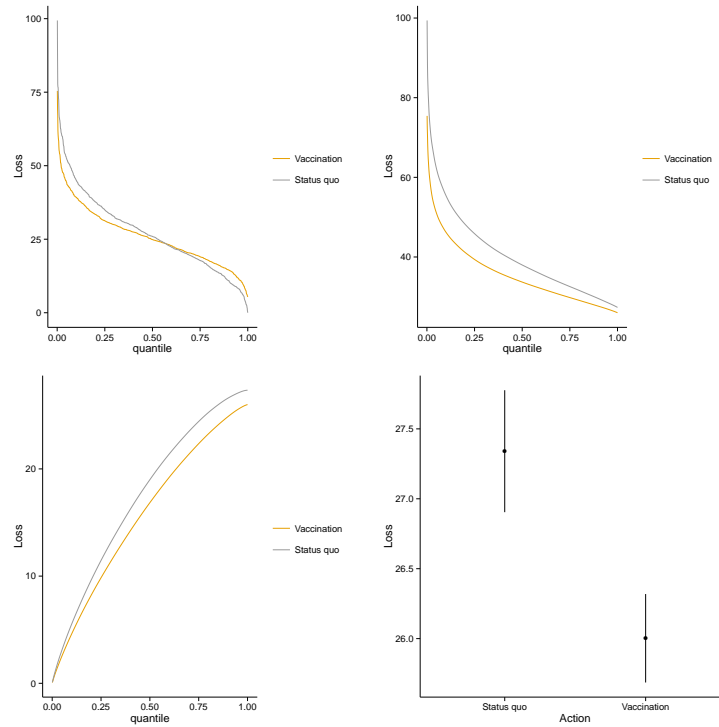 100
75
50
25
0
Loss
0.00 0.25 0.50 0.75 1.00
quantile
Vaccination
Status quo
100
80
60
40
Loss
0.00 0.25 0.50 0.75 1.00
quantile
Vaccination
Status quo
20
10
0
Loss
0.00 0.25 0.50 0.75 1.00
quantile
Vaccination
Status quo
27.5
27.0
26.5
26.0
Loss
Status quo Vaccination
Action